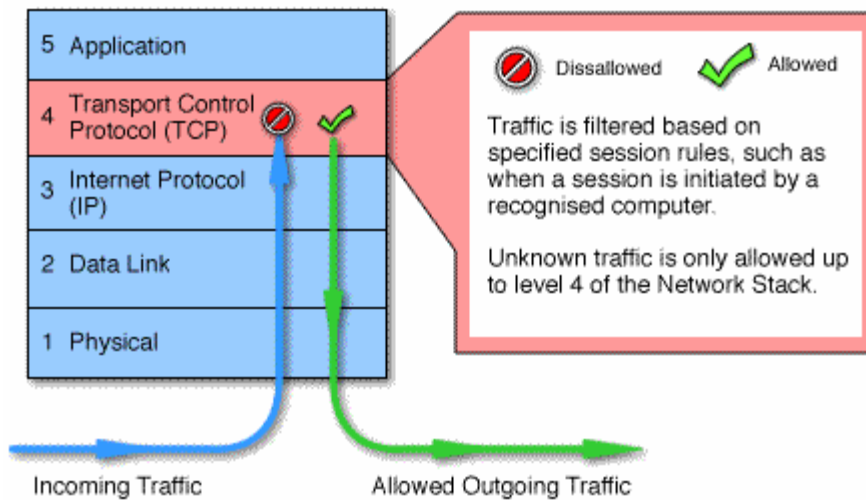 5 Application
4 Transport Control
Protocol (TCP)
3 Internet Protocol
(IP)
2 Data Link
1 Physical
Incoming Traffic
Allowed Outgoing Traffic
Dissallowed
Allowed
Traffic is filtered based on
specified session rules, such as
when a session is initiated by a
recognised computer.
Unknown traffic is only allowed up
to level 4 of the Network Stack.